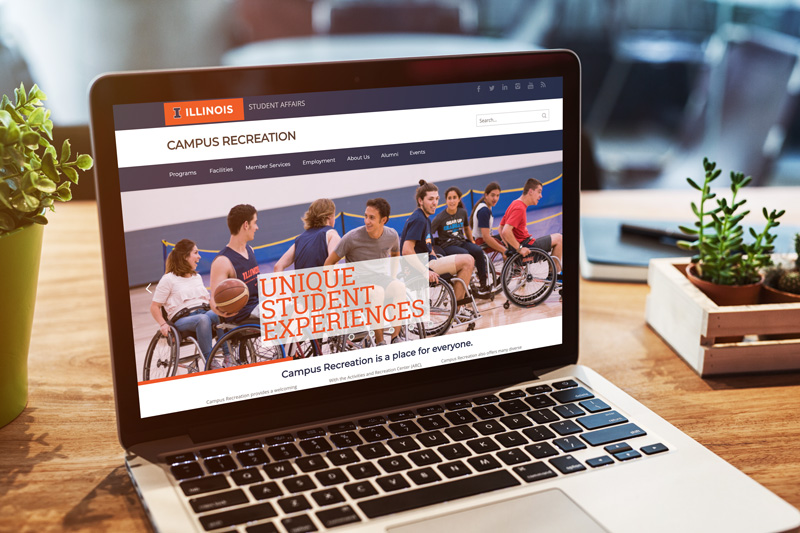 I ILLINOIS STUDENT AFFAIRS
CAMPUS RECREATION
Search...
Programs Facilities Member Services Employment About Us Alumni Events
UNIQUE
STUDENT
EXPERIENCES
Campus Recreation is a place for everyone.
Campus Recreation provides a welcoming
With the Activities and Recreation Center (ARC),
Campus Recreation also offers many diverse